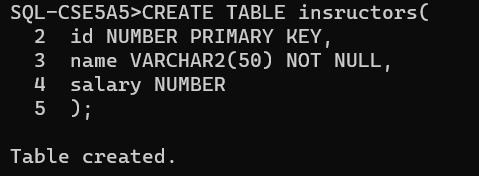 SQL-CSE5A5>CREATE TABLE insructors(
  2  id NUMBER PRIMARY KEY,
  3  name VARCHAR2(50) NOT NULL,
  4  salary NUMBER
  5  );

Table created.